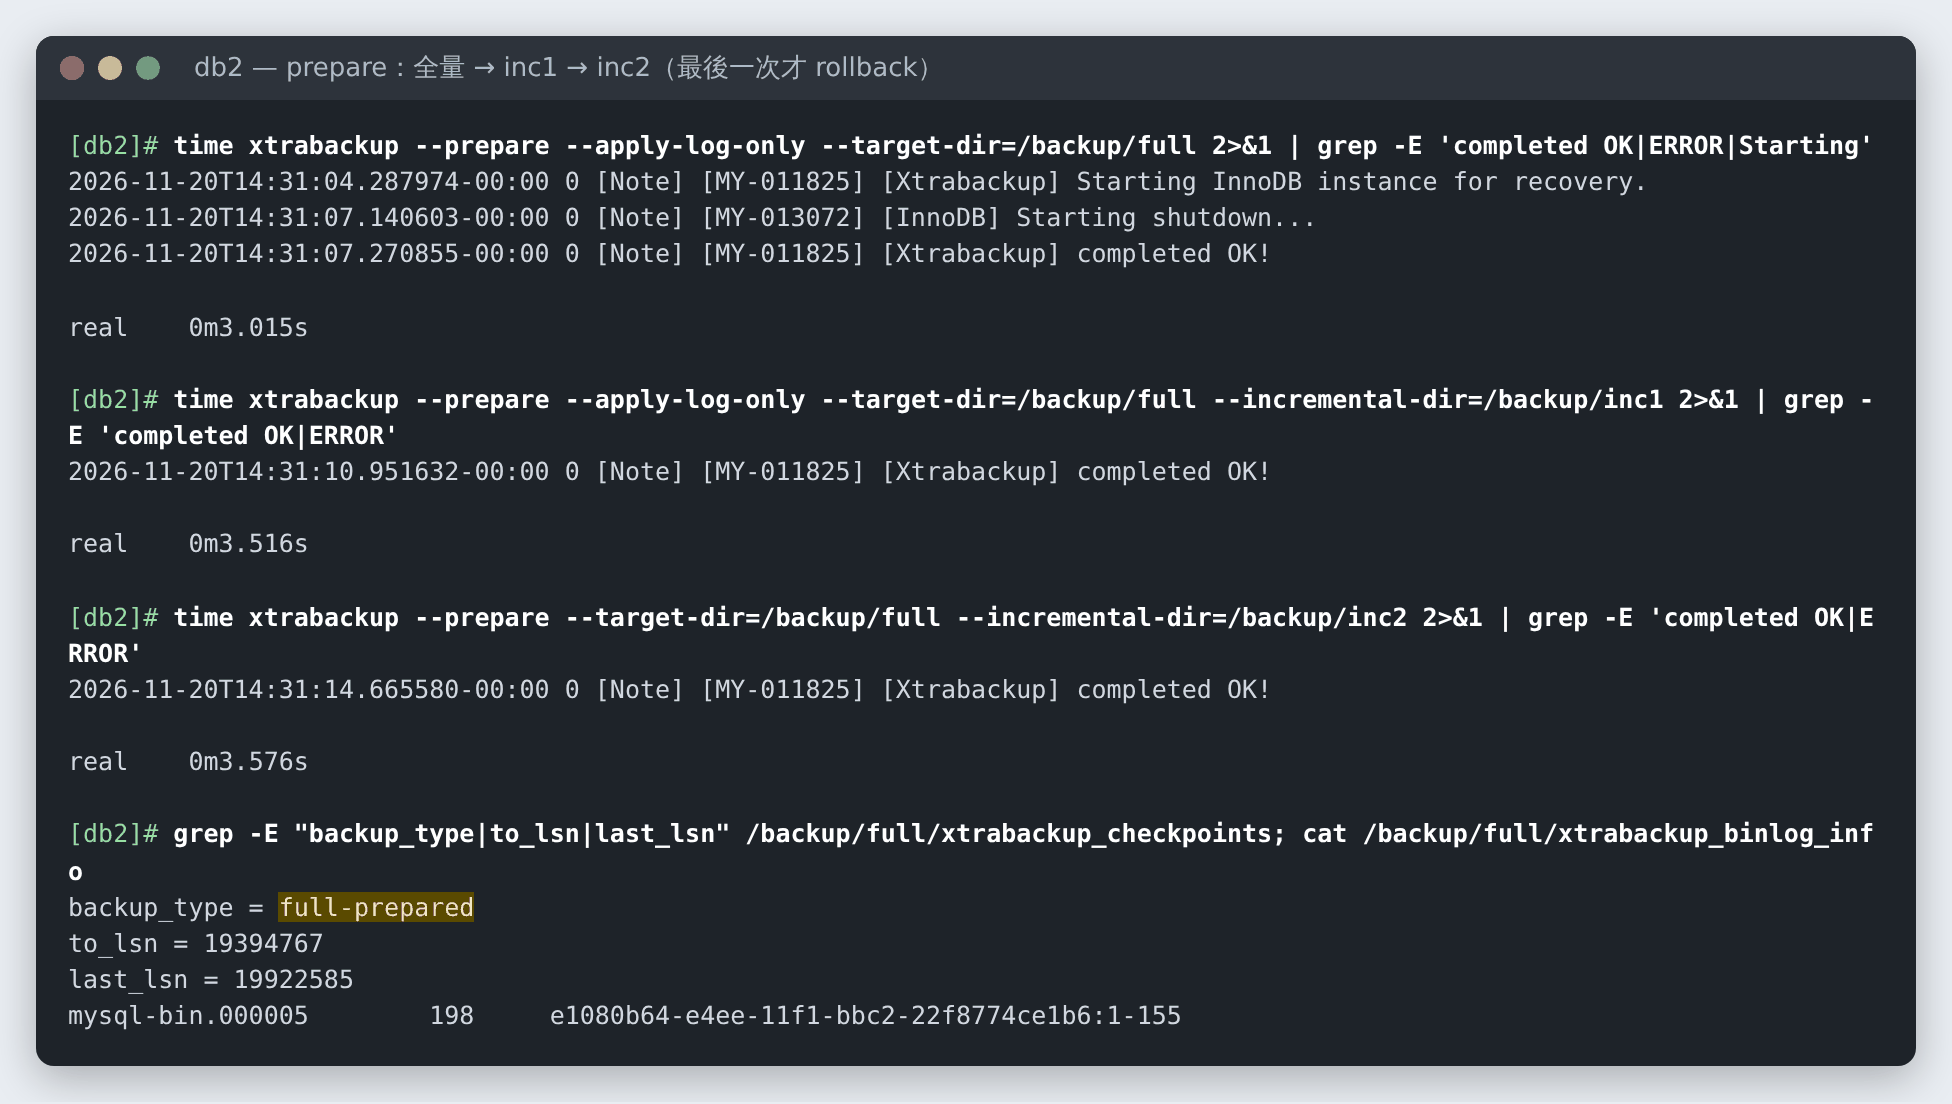 db2 — prepare：全量 → inc1 → inc2（最後一次才 rollback）
[db2]# time xtrabackup --prepare --apply-log-only --target-dir=/backup/full 2>&1 | grep -E 'completed OK|ERROR|Starting'
2026-11-20T14:31:04.287974-00:00 0 [Note] [MY-011825] [Xtrabackup] Starting InnoDB instance for recovery.
2026-11-20T14:31:07.140603-00:00 0 [Note] [MY-013072] [InnoDB] Starting shutdown...
2026-11-20T14:31:07.270855-00:00 0 [Note] [MY-011825] [Xtrabackup] completed OK!
real    0m3.015s
[db2]# time xtrabackup --prepare --apply-log-only --target-dir=/backup/full --incremental-dir=/backup/inc1 2>&1 | grep -
E 'completed OK|ERROR'
2026-11-20T14:31:10.951632-00:00 0 [Note] [MY-011825] [Xtrabackup] completed OK!
real    0m3.516s
[db2]# time xtrabackup --prepare --target-dir=/backup/full --incremental-dir=/backup/inc2 2>&1 | grep -E 'completed OK|E
RROR'
2026-11-20T14:31:14.665580-00:00 0 [Note] [MY-011825] [Xtrabackup] completed OK!
real    0m3.576s
[db2]# grep -E "backup_type|to_lsn|last_lsn" /backup/full/xtrabackup_checkpoints; cat /backup/full/xtrabackup_binlog_inf
o
backup_type = full-prepared
to_lsn = 19394767
last_lsn = 19922585
mysql-bin.000005        198     e1080b64-e4ee-11f1-bbc2-22f8774ce1b6:1-155